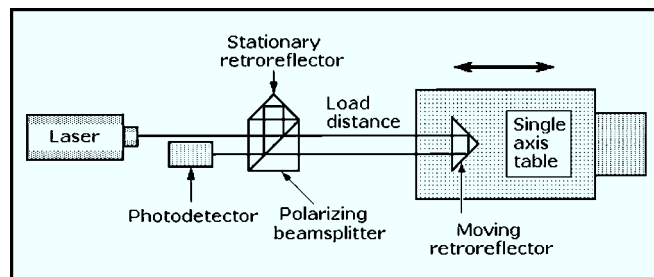 Stationary
retroreflector
Load
distance
Laser
Single
axis
table
Photodetector
Polarizing
beamsplitter
Moving
retroreflector